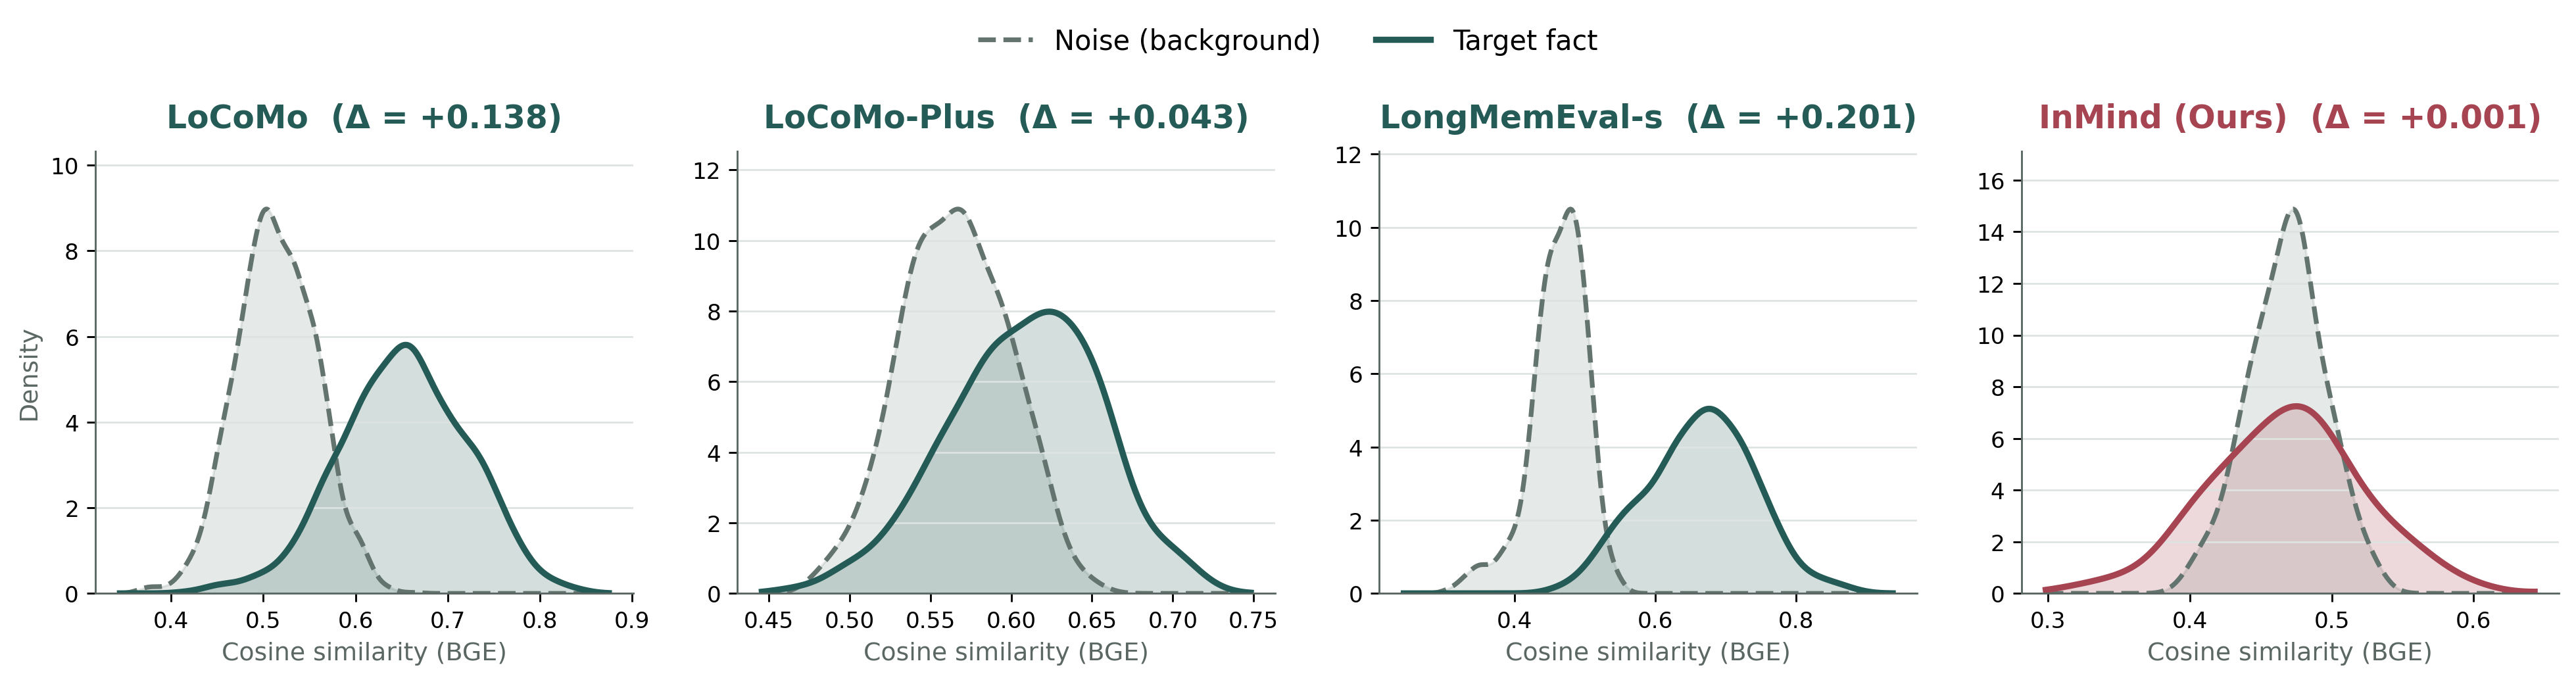 Noise (background)
Target fact
LoCoMo (Δ = +0.138)
10
8
6
4
2
0
Density
0.4 0.5 0.6 0.7 0.8 0.9
Cosine similarity (BGE)
LoCoMo-Plus (Δ = +0.043)
12
10
8
6
4
2
0
0.45 0.50 0.55 0.60 0.65 0.70 0.75
Cosine similarity (BGE)
LongMemEval-s (Δ = +0.201)
12
10
8
6
4
2
0
0.4 0.6 0.8
Cosine similarity (BGE)
InMind (Ours) (Δ = +0.001)
16
14
12
10
8
6
4
2
0
0.3 0.4 0.5 0.6
Cosine similarity (BGE)